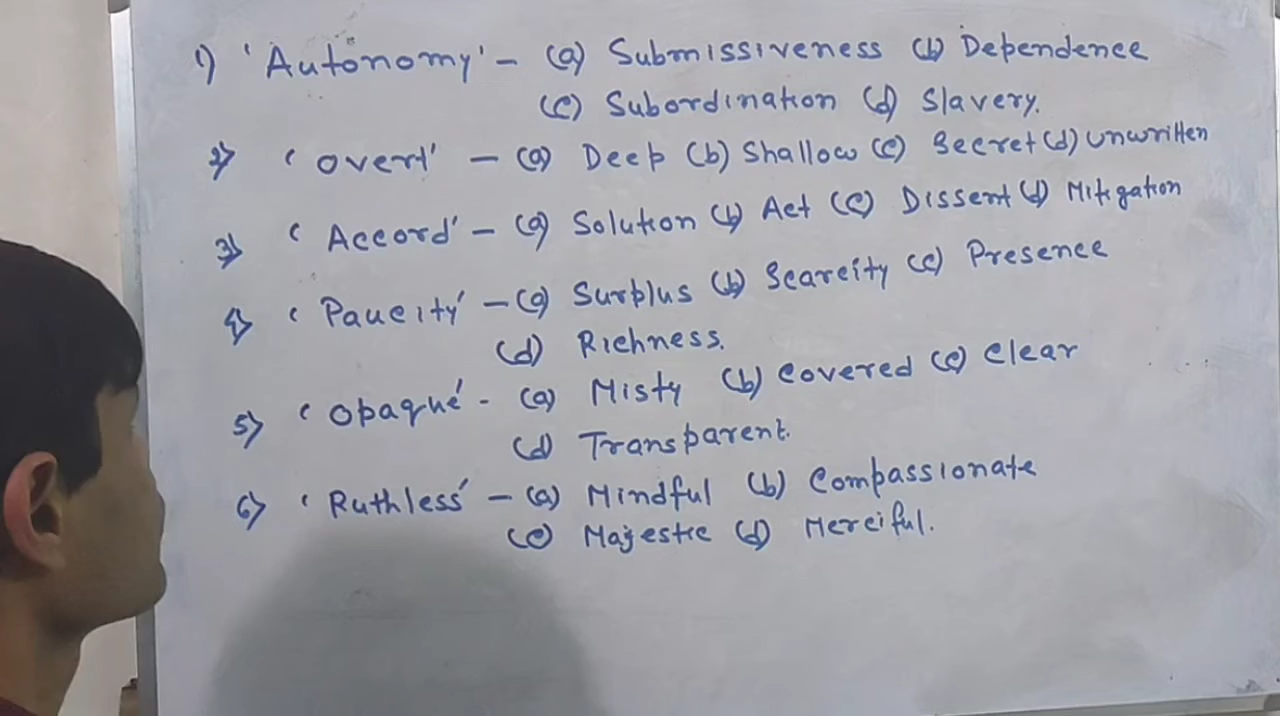 1) 'Autonomy' - (a) Submissiveness (b) Dependence
(c) Subordination (d) Slavery.
2) 'Overt' - (a) Deep (b) Shallow (c) Secret (d) Unwritten
3) 'Accord' - (a) Solution (b) Act (c) Dissent (d) Mitigation
4) 'Paucity' - (a) Surplus (b) Scarcity (c) Presence
(d) Richness.
5) 'Opaque' - (a) Misty (b) Covered (c) Clear
(d) Transparent.
6) 'Ruthless' - (a) Mindful (b) Compassionate
(c) Majestic (d) Merciful.